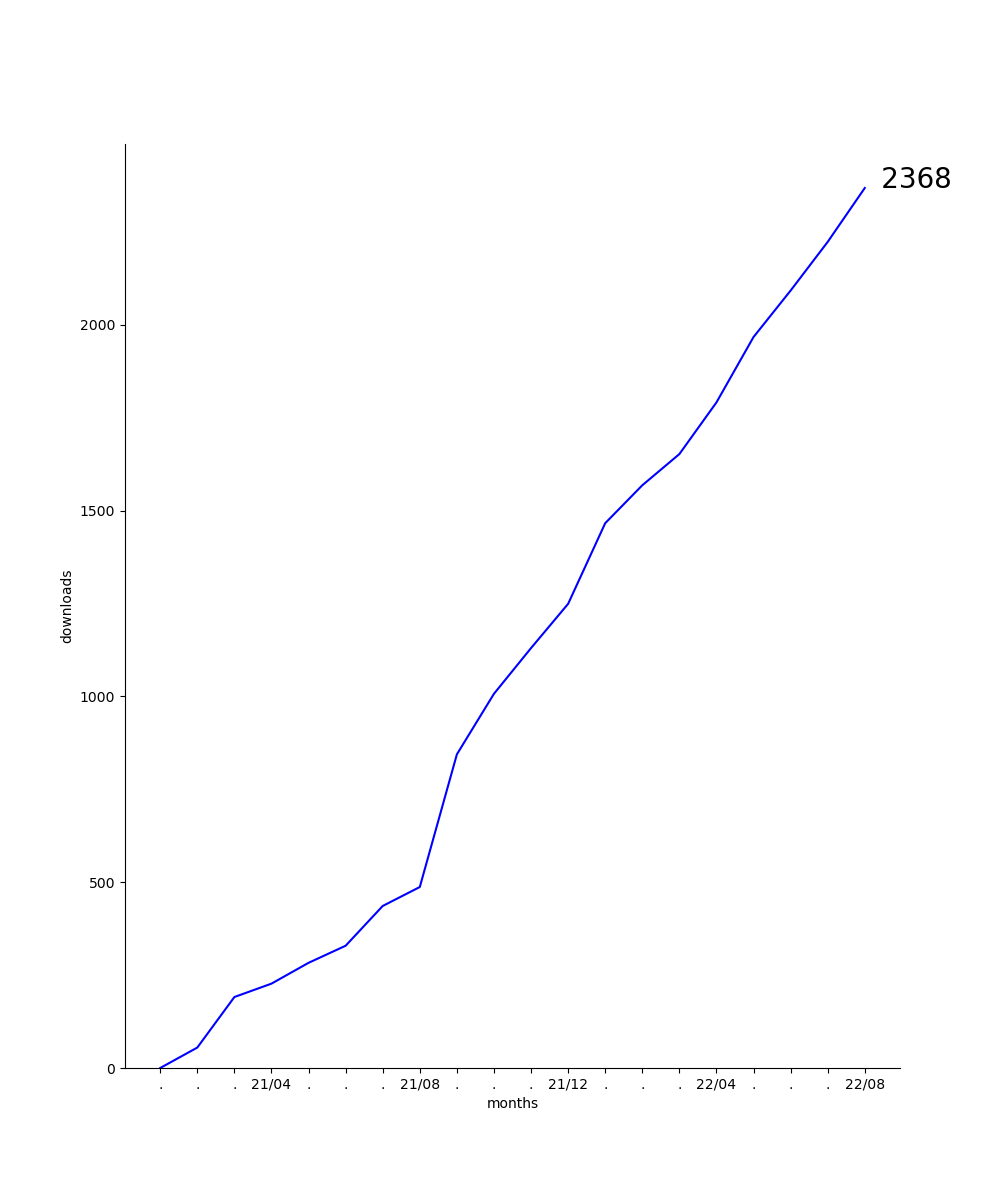 2368
2000
1500
1000
500
0
downloads
. . . 21/04 . . . 21/08 . . . 21/12 . . . 22/04 . . . 22/08
months